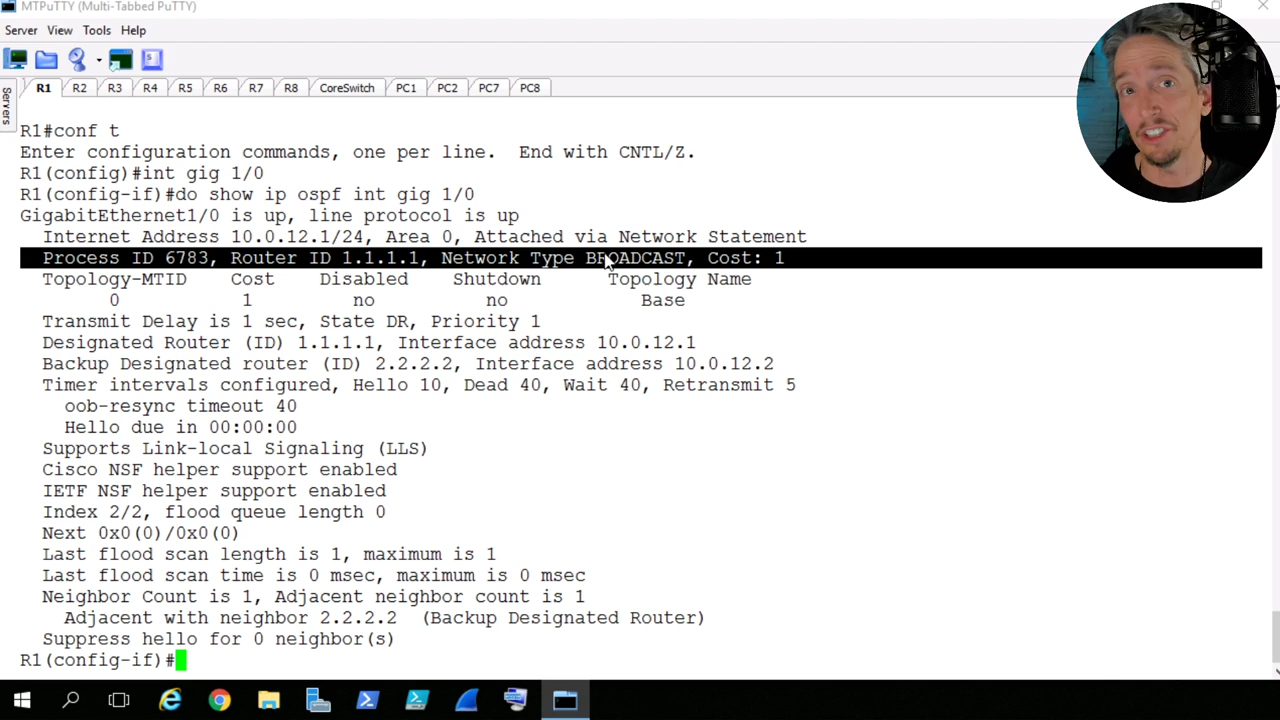 MTPuTTY (Multi-Tabbed PuTTY)
Server View Tools Help
Servers
R1 R2 R3 R4 R5 R6 R7 R8 CoreSwitch PC1 PC2 PC7 PC8
R1#conf t
Enter configuration commands, one per line.  End with CNTL/Z.
R1(config)#int gig 1/0
R1(config-if)#do show ip ospf int gig 1/0
GigabitEthernet1/0 is up, line protocol is up
  Internet Address 10.0.12.1/24, Area 0, Attached via Network Statement
  Process ID 6783, Router ID 1.1.1.1, Network Type BROADCAST, Cost: 1
  Topology-MTID    Cost    Disabled    Shutdown      Topology Name
        0           1         no          no            Base
  Transmit Delay is 1 sec, State DR, Priority 1
  Designated Router (ID) 1.1.1.1, Interface address 10.0.12.1
  Backup Designated router (ID) 2.2.2.2, Interface address 10.0.12.2
  Timer intervals configured, Hello 10, Dead 40, Wait 40, Retransmit 5
    oob-resync timeout 40
    Hello due in 00:00:00
  Supports Link-local Signaling (LLS)
  Cisco NSF helper support enabled
  IETF NSF helper support enabled
  Index 2/2, flood queue length 0
  Next 0x0(0)/0x0(0)
  Last flood scan length is 1, maximum is 1
  Last flood scan time is 0 msec, maximum is 0 msec
  Neighbor Count is 1, Adjacent neighbor count is 1
    Adjacent with neighbor 2.2.2.2  (Backup Designated Router)
  Suppress hello for 0 neighbor(s)
R1(config-if)#